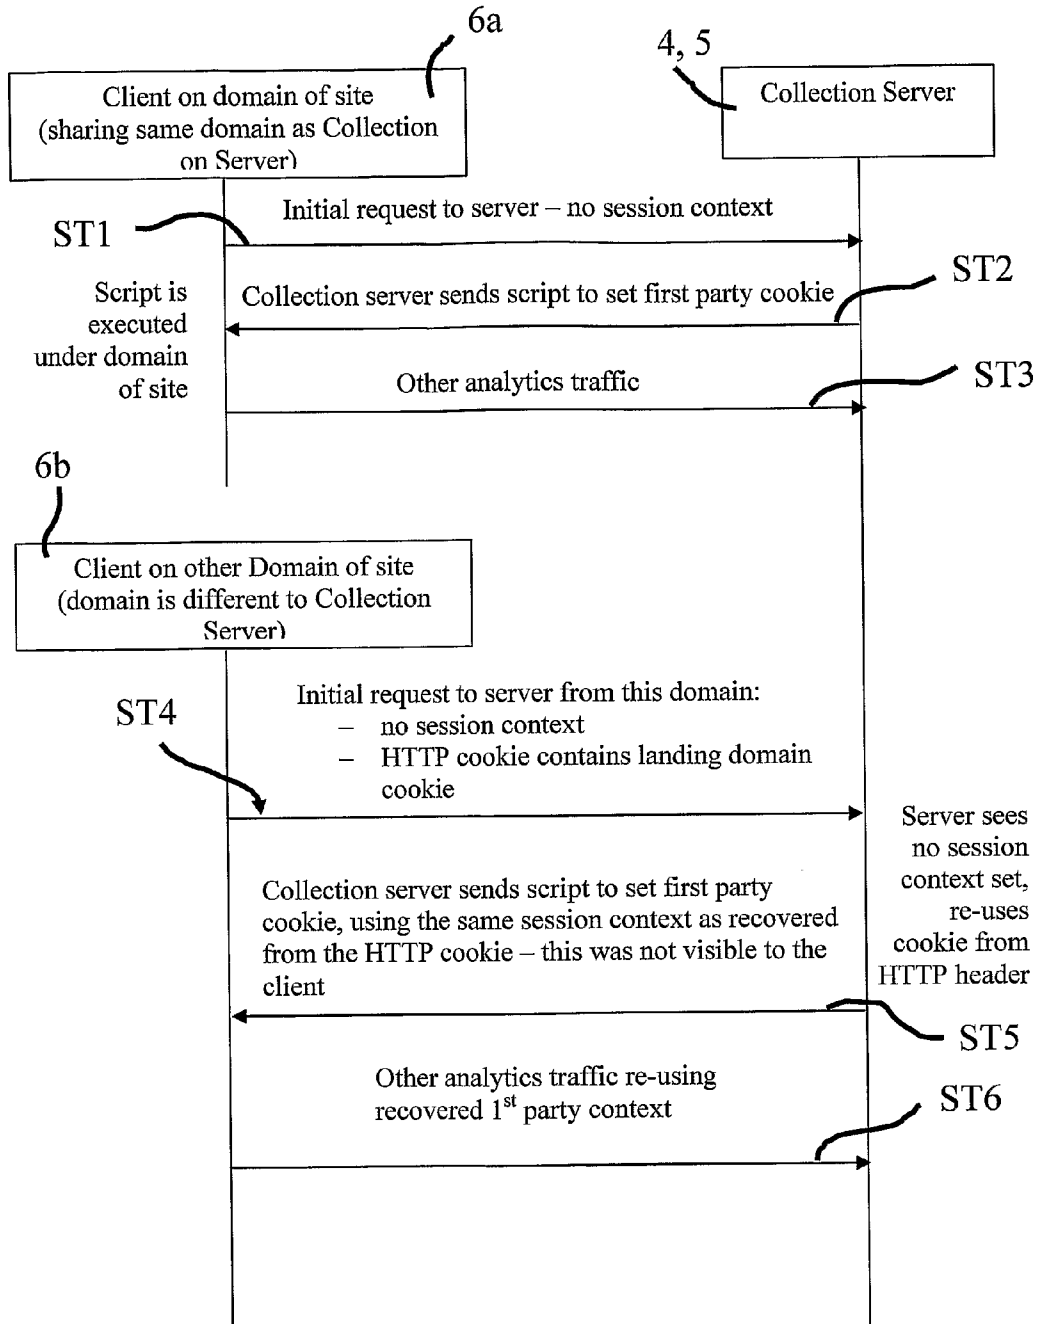 6a
4, 5
Client on domain of site
(sharing same domain as Collection
on Server)
Collection Server
Initial request to server – no session context
ST1
ST2
Script is
executed
under domain
of site
Collection server sends script to set first party cookie
ST3
Other analytics traffic
6b
Client on other Domain of site
(domain is different to Collection
Server)
Initial request to server from this domain:
– no session context
– HTTP cookie contains landing domain
cookie
ST4
Server sees
no session
context set,
re-uses
cookie from
HTTP header
Collection server sends script to set first party
cookie, using the same session context as recovered
from the HTTP cookie – this was not visible to the
client
ST5
Other analytics traffic re-using
recovered 1st party context
ST6